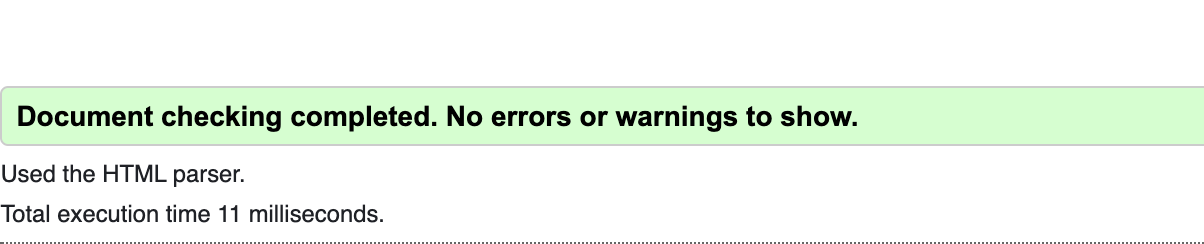 Document checking completed. No errors or warnings to show.
Used the HTML parser.
Total execution time 11 milliseconds.